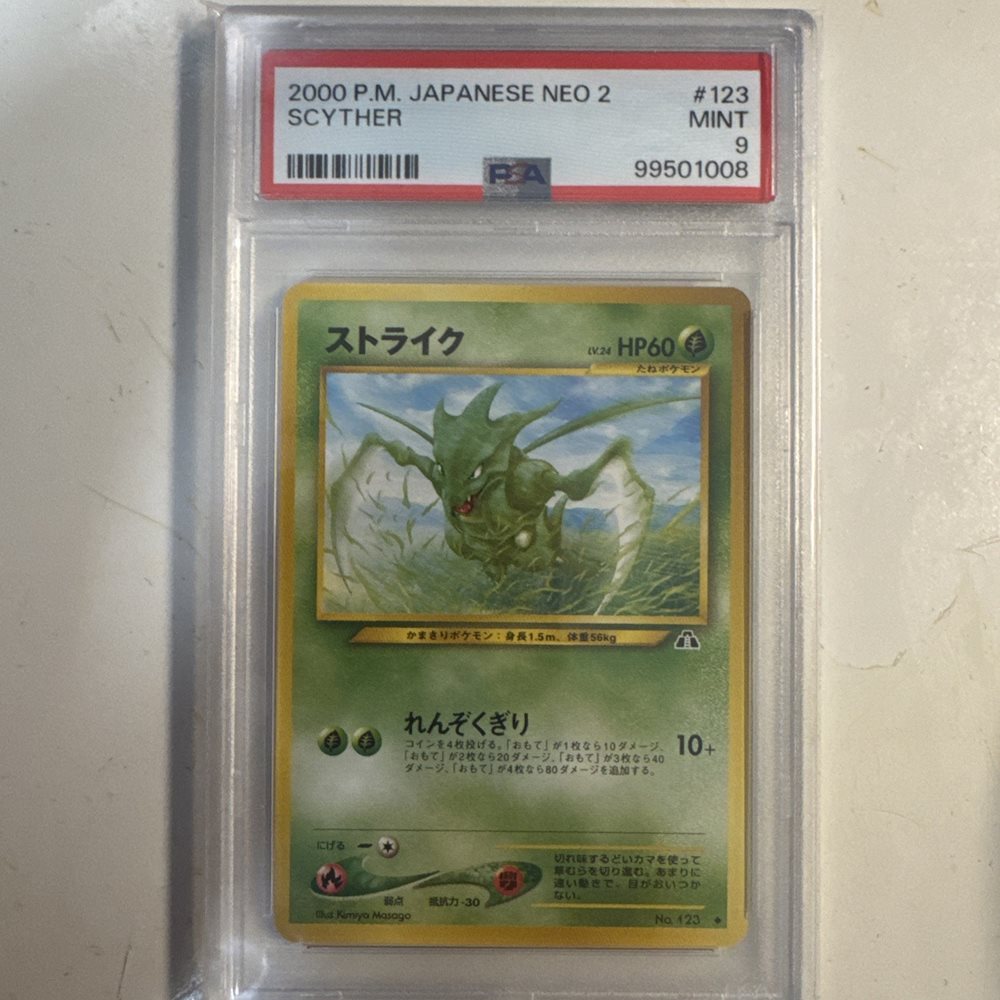 2000 P.M. JAPANESE NEO 2 #123
SCYTHER MINT
9
PSA 99501008
ストライク LV.24 HP60
たねポケモン
かまきりポケモン:身長1.5m、体重56kg
れんぞくぎり 10+
コインを4枚投げる。「おもて」が1枚なら10ダメージ、
「おもて」が2枚なら20ダメージ、「おもて」が3枚なら40
ダメージ、「おもて」が4枚なら80ダメージを追加する。
にげる
弱点 抵抗力 -30
切れ味するどいカマを使って
草むらを切り進む。あまりに
速い動きで、目がおいつか
ない。
Illus. Kimiya Masago No. 123